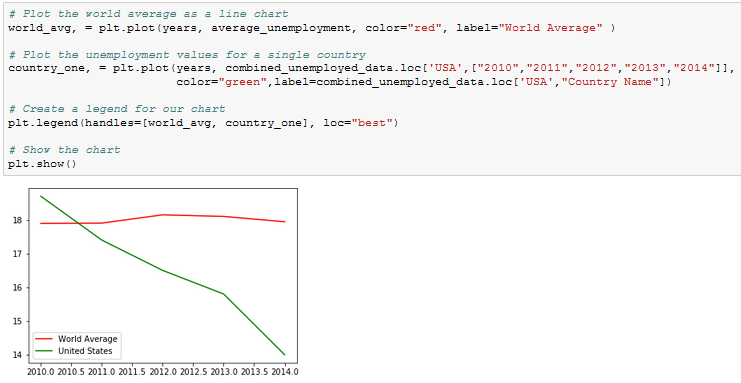 # Plot the world average as a line chart
world_avg, = plt.plot(years, average_unemployment, color="red", label="World Average" )
# Plot the unemployment values for a single country
country_one, = plt.plot(years, combined_unemployed_data.loc['USA',["2010","2011","2012","2013","2014"]],
color="green",label=combined_unemployed_data.loc['USA',"Country Name"])
# Create a legend for our chart
plt.legend(handles=[world_avg, country_one], loc="best")
# Show the chart
plt.show()
18
17
16
15
14
World Average
United States
2010.0 2010.5 2011.0 2011.5 2012.0 2012.5 2013.0 2013.5 2014.0